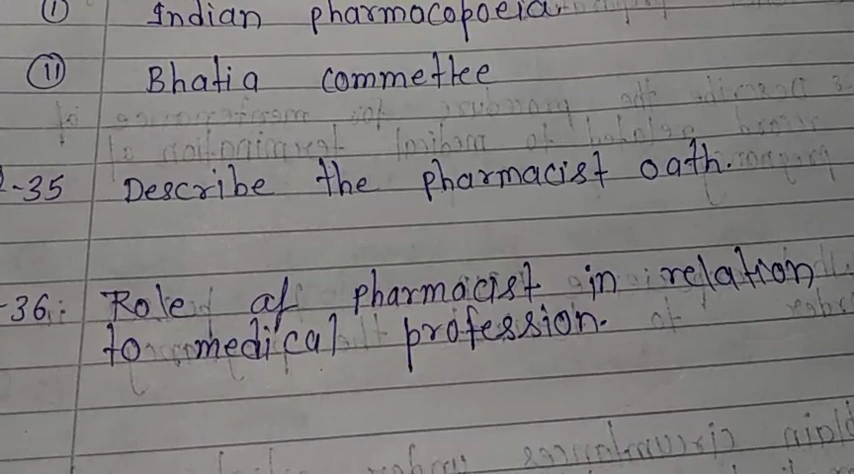 (i) Indian pharmacopoeia
(ii) Bhatia commettee
-35 Describe the pharmacist oath.
-36: Role of pharmacist in relation
to medical profession.